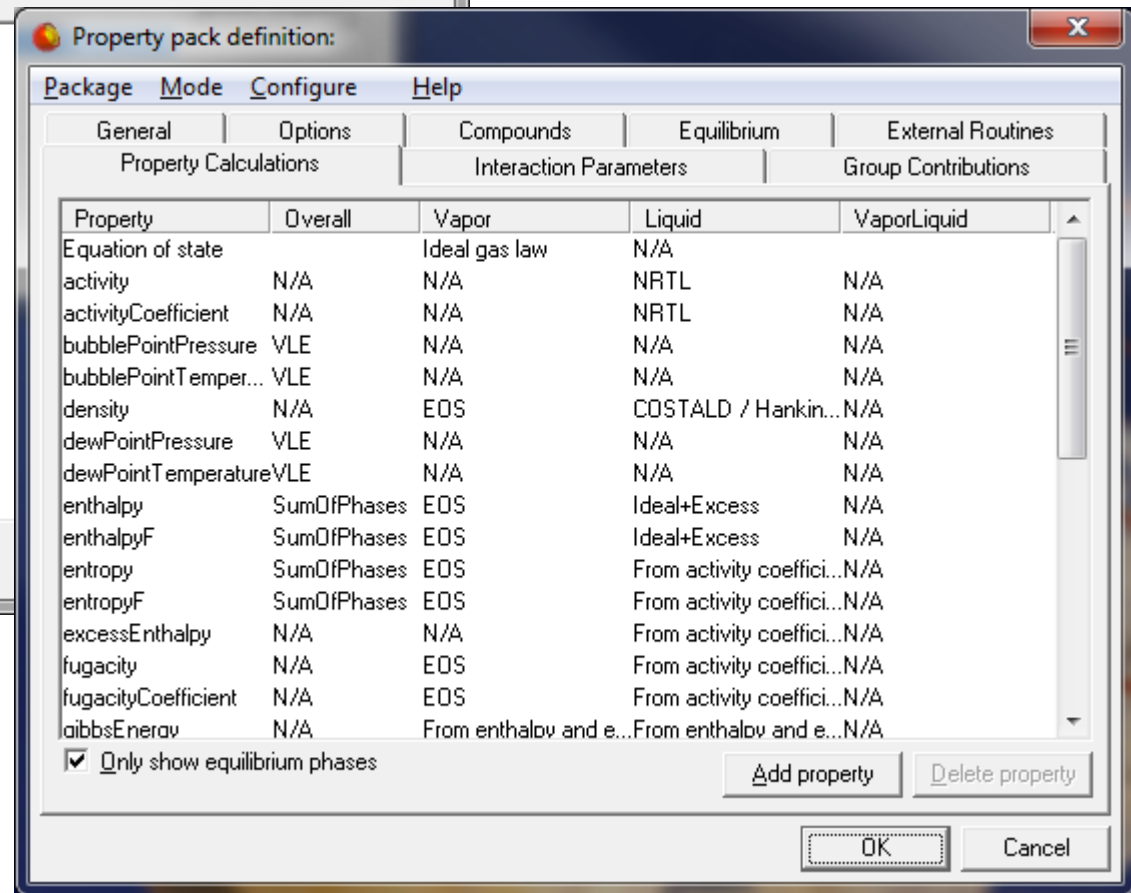 Property pack definition:
Package Mode Configure Help
General Options Compounds Equilibrium External Routines
Property Calculations Interaction Parameters Group Contributions
Property Overall Vapor Liquid VaporLiquid
Equation of state Ideal gas law N/A
activity N/A N/A NRTL N/A
activityCoefficient N/A N/A NRTL N/A
bubblePointPressure VLE N/A N/A N/A
bubblePointTemper... VLE N/A N/A N/A
density N/A EOS COSTALD / Hankin... N/A
dewPointPressure VLE N/A N/A N/A
dewPointTemperature VLE N/A N/A N/A
enthalpy SumOfPhases EOS Ideal+Excess N/A
enthalpyF SumOfPhases EOS Ideal+Excess N/A
entropy SumOfPhases EOS From activity coeffici... N/A
entropyF SumOfPhases EOS From activity coeffici... N/A
excessEnthalpy N/A N/A From activity coeffici... N/A
fugacity N/A EOS From activity coeffici... N/A
fugacityCoefficient N/A EOS From activity coeffici... N/A
gibbsEnergy N/A From enthalpy and e... From enthalpy and e... N/A
Only show equilibrium phases
Add property Delete property
OK Cancel